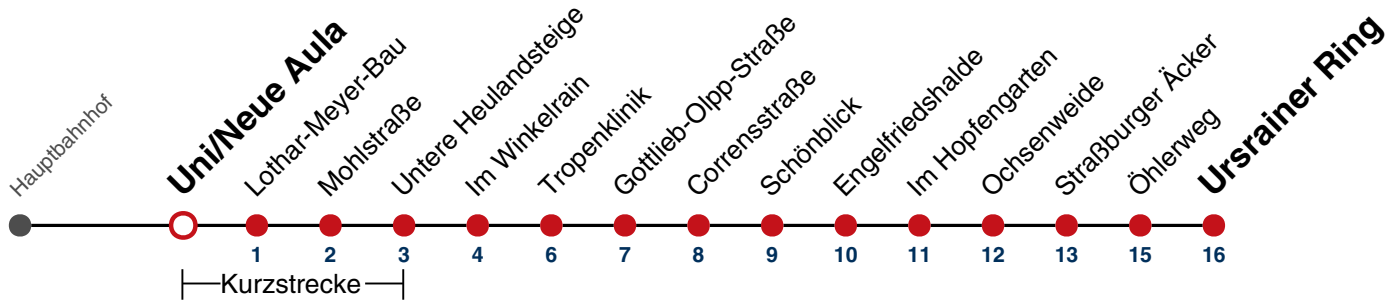 Hauptbahnhof
Uni/Neue Aula
Lothar-Meyer-Bau
Mohlstraße
Untere Heulandsteige
Im Winkelrain
Tropenklinik
Gottlieb-Olpp-Straße
Corrensstraße
Schönblick
Engelfriedshalde
Im Hopfengarten
Ochsenweide
Straßburger Äcker
Öhlerweg
Ursrainer Ring
1 2 3 4 6 7 8 9 10 11 12 13 15 16
Kurzstrecke